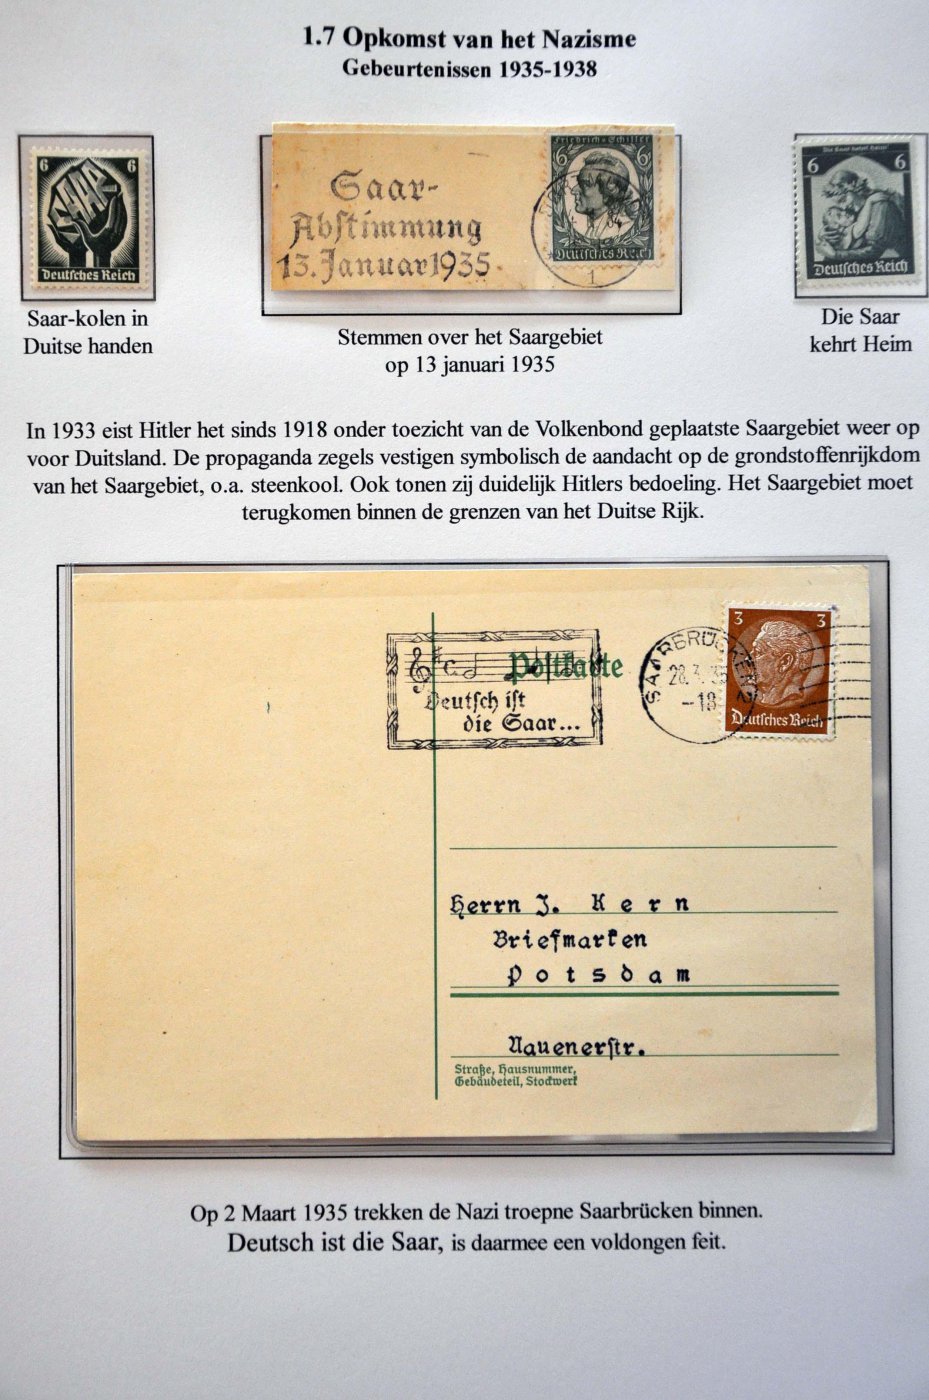 1.7 Opkomst van het Nazisme
Gebeurtenissen 1935-1938
6 6
SAAR
Deutsches Reich
Saar-
Abstimmung
13. Januar 1935
Friedrich v Schiller
6
Deutsches Reich
1
6 6
Deutsches Reich
Saar-kolen in
Duitse handen
Stemmen over het Saargebiet
op 13 januari 1935
Die Saar
kehrt Heim
In 1933 eist Hitler het sinds 1918 onder toezicht van de Volkenbond geplaatste Saargebiet weer op
voor Duitsland. De propaganda zegels vestigen symbolisch de aandacht op de grondstoffenrijkdom
van het Saargebiet, o.a. steenkool. Ook tonen zij duidelijk Hitlers bedoeling. Het Saargebiet moet
terugkomen binnen de grenzen van het Duitse Rijk.
Postkarte
Deutsch ist
die Saar...
SAARBRÜCKEN 2
28.3.35
-18
3 3
Deutsches Reich
Herrn J. Kern
Briefmarken
Potsdam
Nauenerstr.
Straße, Hausnummer,
Gebäudeteil, Stockwerk
Op 2 Maart 1935 trekken de Nazi troepne Saarbrücken binnen.
Deutsch ist die Saar, is daarmee een voldongen feit.